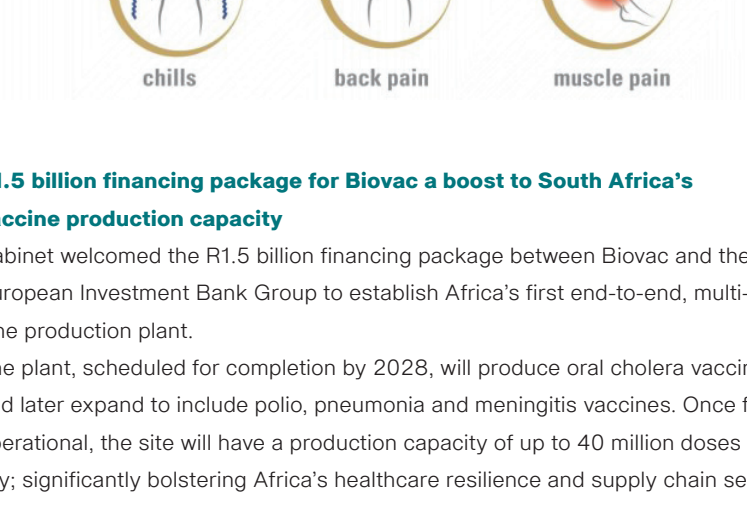 chills
back pain
muscle pain
1.5 billion financing package for Biovac a boost to South Africa's
accine production capacity
abinet welcomed the R1.5 billion financing package between Biovac and the
uropean Investment Bank Group to establish Africa's first end-to-end, multi-
ne production plant.
he plant, scheduled for completion by 2028, will produce oral cholera vaccin
d later expand to include polio, pneumonia and meningitis vaccines. Once f
perational, the site will have a production capacity of up to 40 million doses
y; significantly bolstering Africa's healthcare resilience and supply chain se